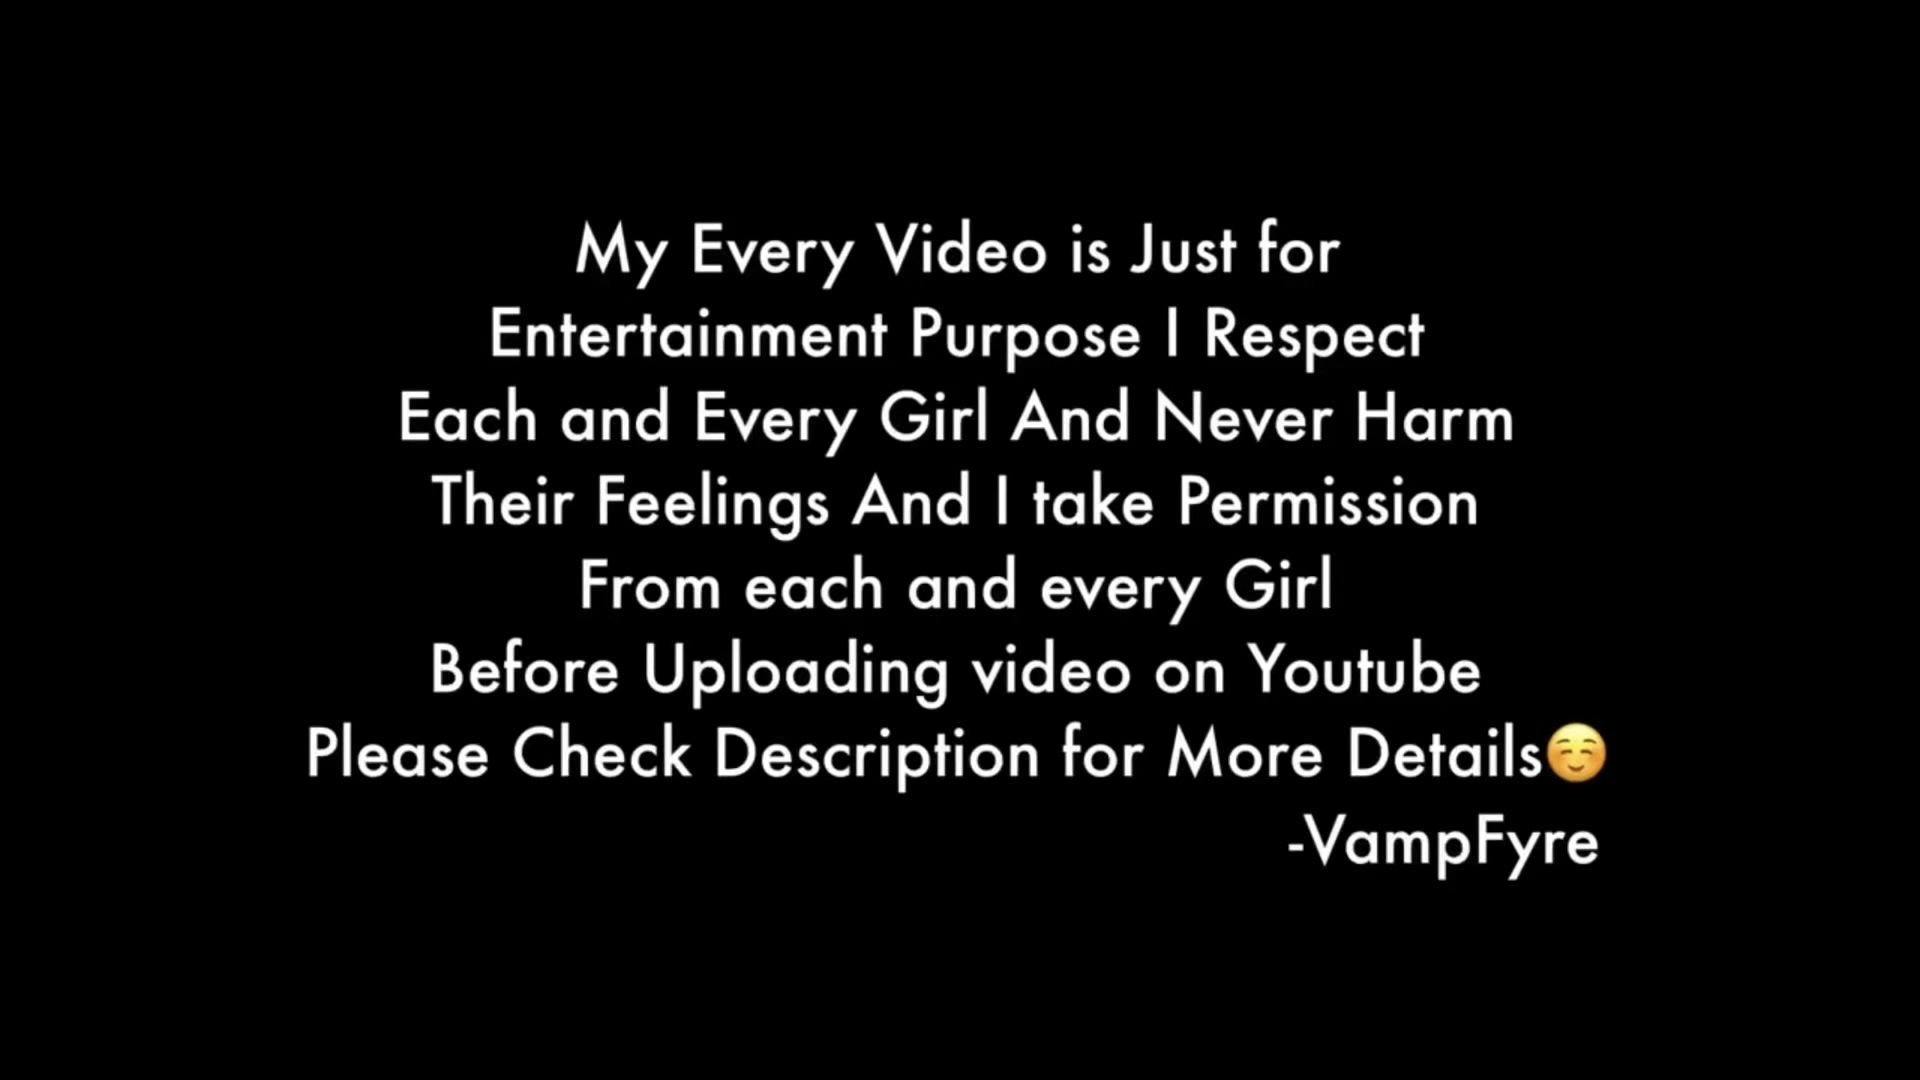 My Every Video is Just for
Entertainment Purpose I Respect
Each and Every Girl And Never Harm
Their Feelings And I take Permission
From each and every Girl
Before Uploading video on Youtube
Please Check Description for More Details☺️
-VampFyre